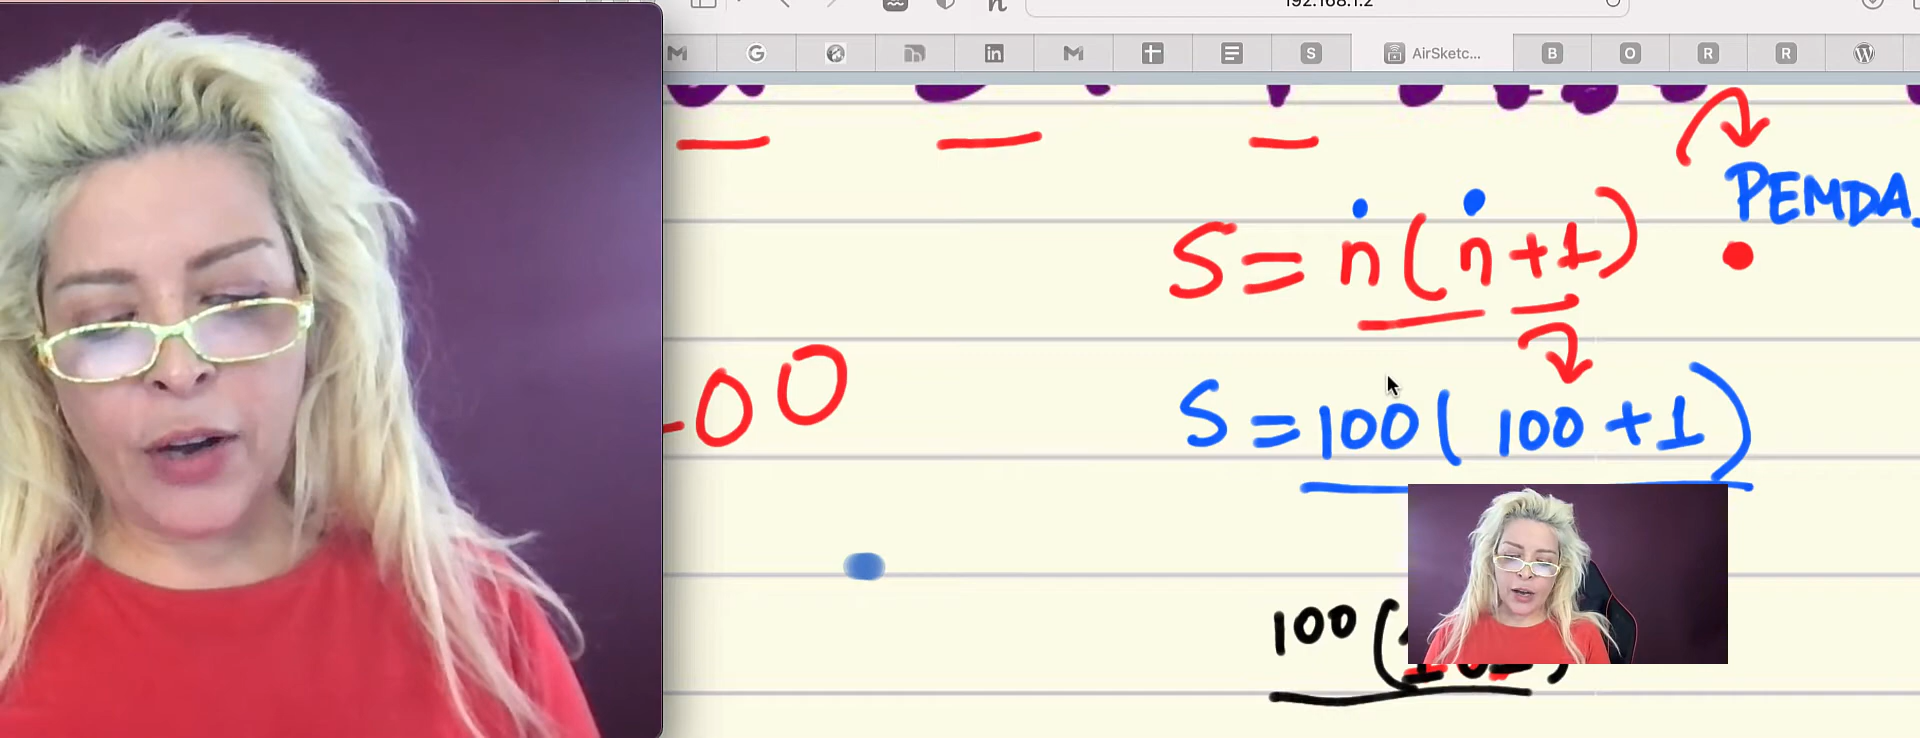 192.168.1.2
AirSketc...
PEMDA
S = n(n+1)
00
S = 100(100+1)
100(